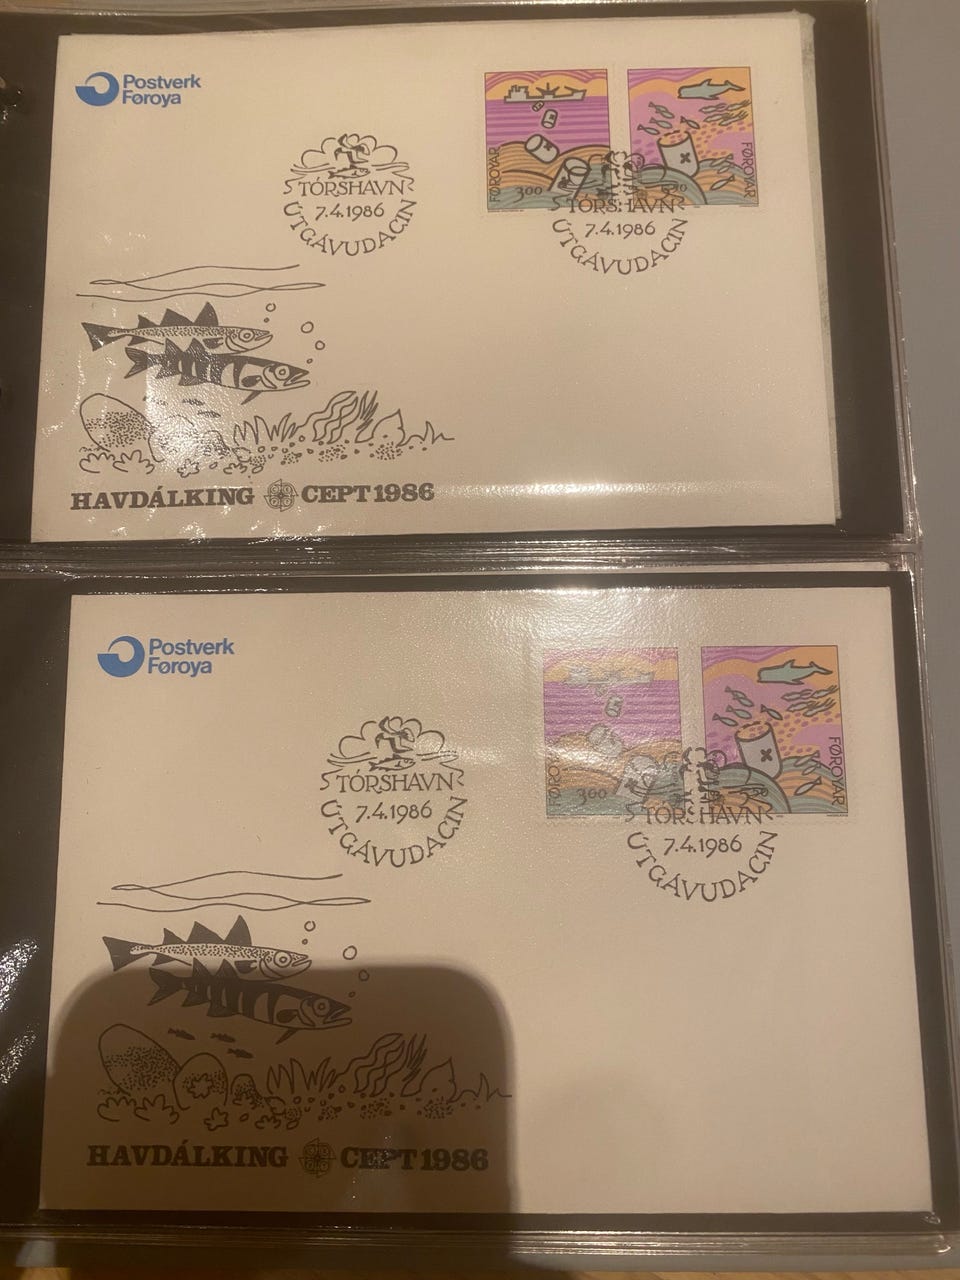 Postverk
Føroya
FØROYAR
3.00
FØROYAR
TÓRSHAVN
7.4.1986
ÚTGÁVUDAGIN
TÓRSHAVN
7.4.1986
ÚTGÁVUDAGIN
HAVDÁLKING CEPT 1986
Postverk
Føroya
3.00
FØROYAR
TÓRSHAVN
7.4.1986
ÚTGÁVUDAGIN
TÓRSHAVN
7.4.1986
ÚTGÁVUDAGIN
HAVDÁLKING CEPT 1986